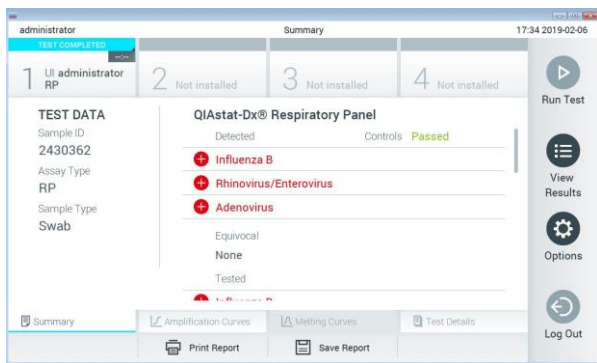 administrator Summary 17:34 2019-02-06
TEST COMPLETED
1 UI administrator
RP
2 Not installed
3 Not installed
4 Not installed
Run Test
View
Results
Options
Log Out
TEST DATA
Sample ID
2430362
Assay Type
RP
Sample Type
Swab
QIAstat-Dx® Respiratory Panel
Detected Controls Passed
Influenza B
Rhinovirus/Enterovirus
Adenovirus
Equivocal
None
Tested
Influenza B
Summary Amplification Curves Melting Curves Test Details
Print Report Save Report